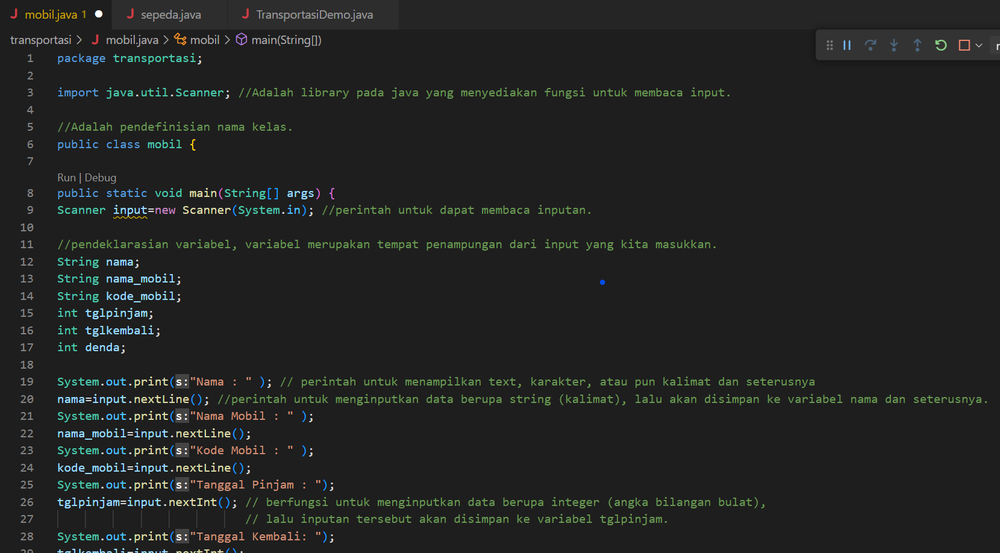 mobil.java 1
sepeda.java
TransportasiDemo.java
transportasi > mobil.java > mobil > main(String[])
1 package transportasi;
2
3 import java.util.Scanner; //Adalah library pada java yang menyediakan fungsi untuk membaca input.
4
5 //Adalah pendefinisian nama kelas.
6 public class mobil {
7
Run | Debug
8 public static void main(String[] args) {
9 Scanner input=new Scanner(System.in); //perintah untuk dapat membaca inputan.
10
11 //pendeklarasian variabel, variabel merupakan tempat penampungan dari input yang kita masukkan.
12 String nama;
13 String nama_mobil;
14 String kode_mobil;
15 int tglpinjam;
16 int tglkembali;
17 int denda;
18
19 System.out.print(s:"Nama : " ); // perintah untuk menampilkan text, karakter, atau pun kalimat dan seterusnya
20 nama=input.nextLine(); //perintah untuk menginputkan data berupa string (kalimat), lalu akan disimpan ke variabel nama dan seterusnya.
21 System.out.print(s:"Nama Mobil : " );
22 nama_mobil=input.nextLine();
23 System.out.print(s:"Kode Mobil : " );
24 kode_mobil=input.nextLine();
25 System.out.print(s:"Tanggal Pinjam : ");
26 tglpinjam=input.nextInt(); // berfungsi untuk menginputkan data berupa integer (angka bilangan bulat),
27 // lalu inputan tersebut akan disimpan ke variabel tglpinjam.
28 System.out.print(s:"Tanggal Kembali: ");
29 tglkembali=input.nextInt();